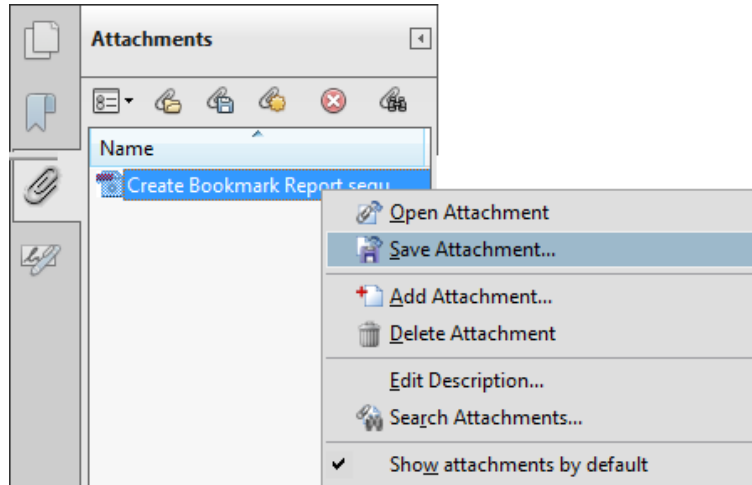 Attachments
Name
Create Bookmark Report sequ
Open Attachment
Save Attachment...
Add Attachment...
Delete Attachment
Edit Description...
Search Attachments...
Show attachments by default